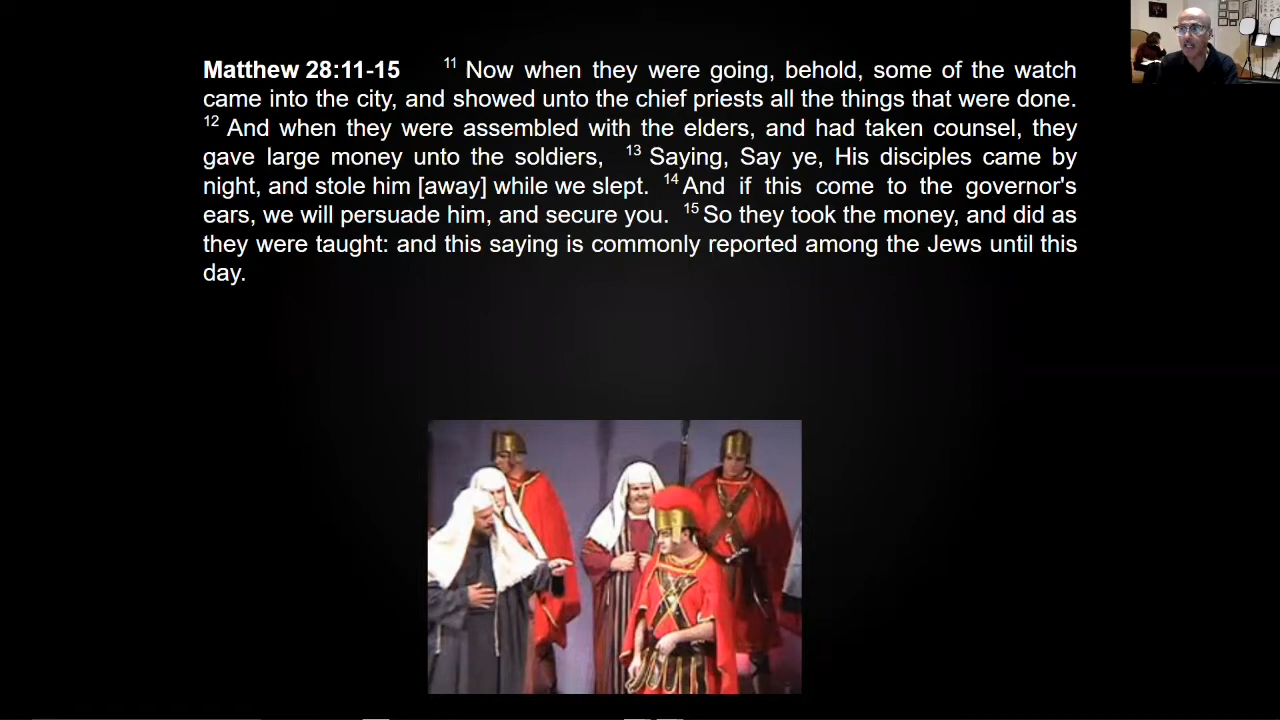 Matthew 28:11-15 11 Now when they were going, behold, some of the watch
came into the city, and showed unto the chief priests all the things that were done.
12 And when they were assembled with the elders, and had taken counsel, they
gave large money unto the soldiers, 13 Saying, Say ye, His disciples came by
night, and stole him [away] while we slept. 14 And if this come to the governor's
ears, we will persuade him, and secure you. 15 So they took the money, and did as
they were taught: and this saying is commonly reported among the Jews until this
day.